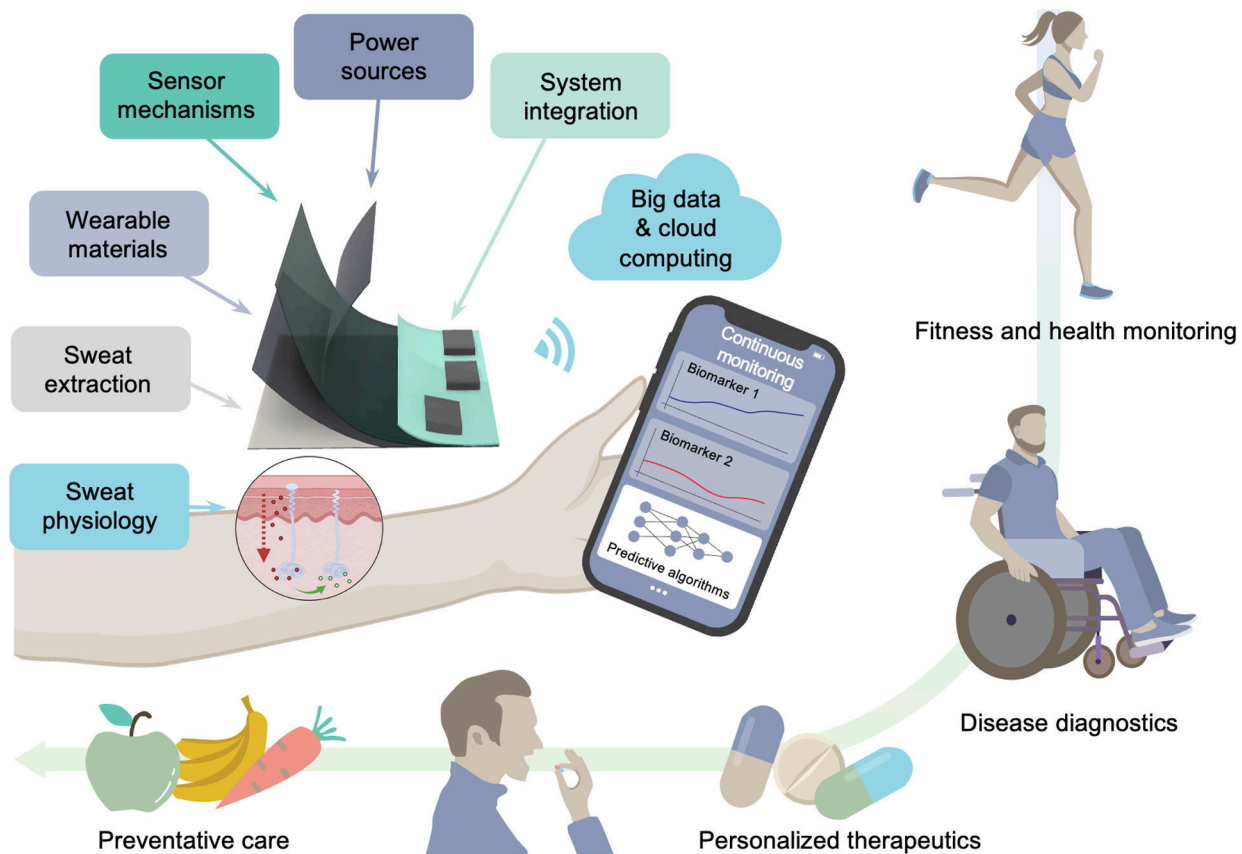 Power
sources
Sensor
mechanisms
System
integration
Wearable
materials
Big data
& cloud
computing
Sweat
extraction
Sweat
physiology
Continuous
monitoring
Biomarker 1
Biomarker 2
Predictive algorithms
Fitness and health monitoring
Disease diagnostics
Personalized therapeutics
Preventative care